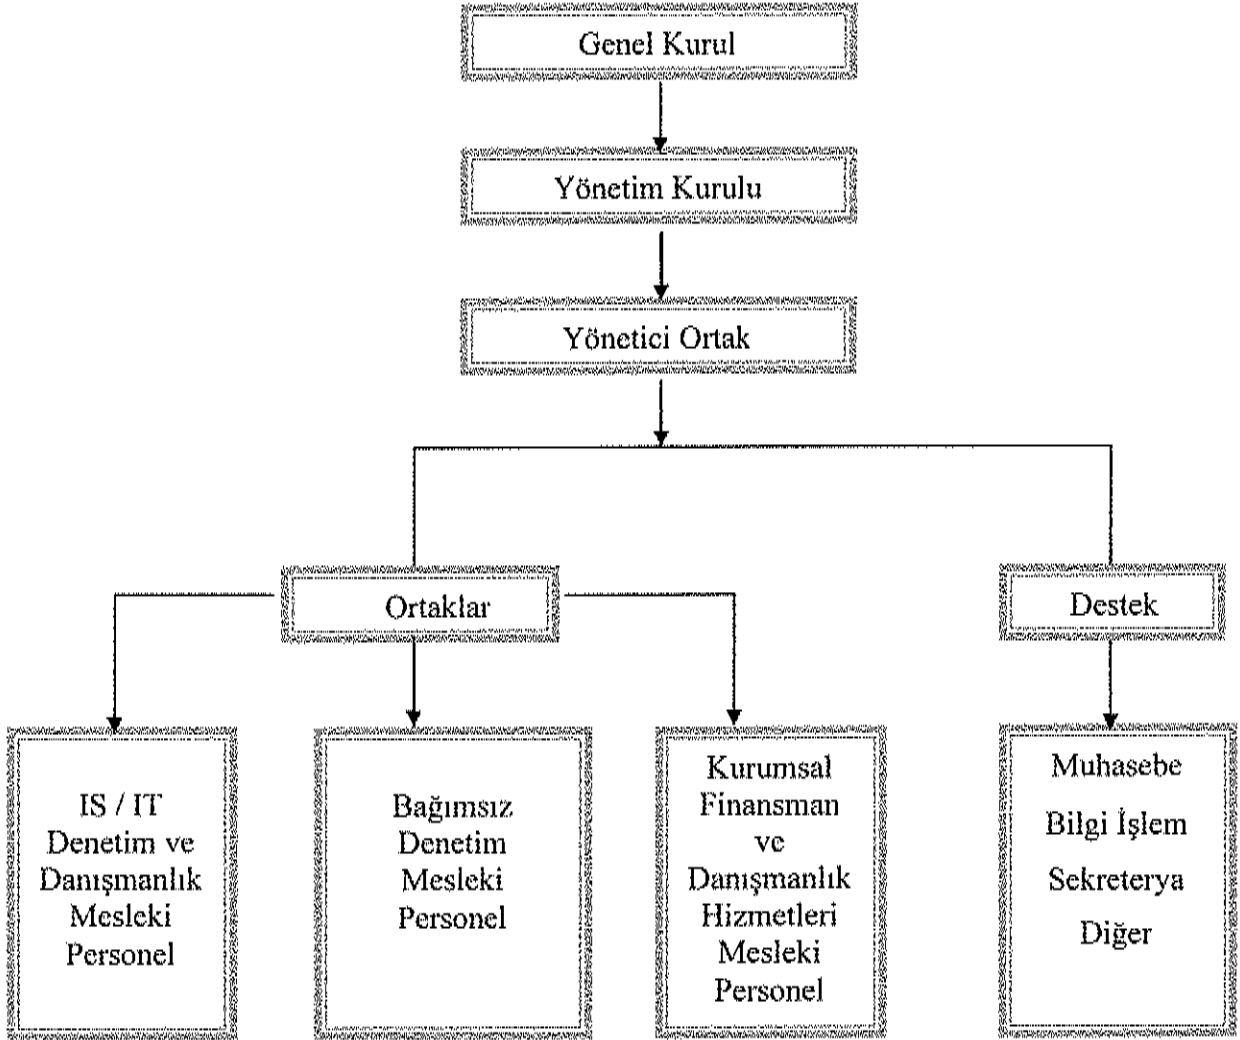 Genel Kurul
Yönetim Kurulu
Yönetici Ortak
Ortaklar
Destek
IS / IT
Denetim ve
Danışmanlık
Mesleki
Personel
Bağımsız
Denetim
Mesleki
Personel
Kurumsal
Finansman
ve
Danışmanlık
Hizmetleri
Mesleki
Personel
Muhasebe
Bilgi İşlem
Sekreterya
Diğer